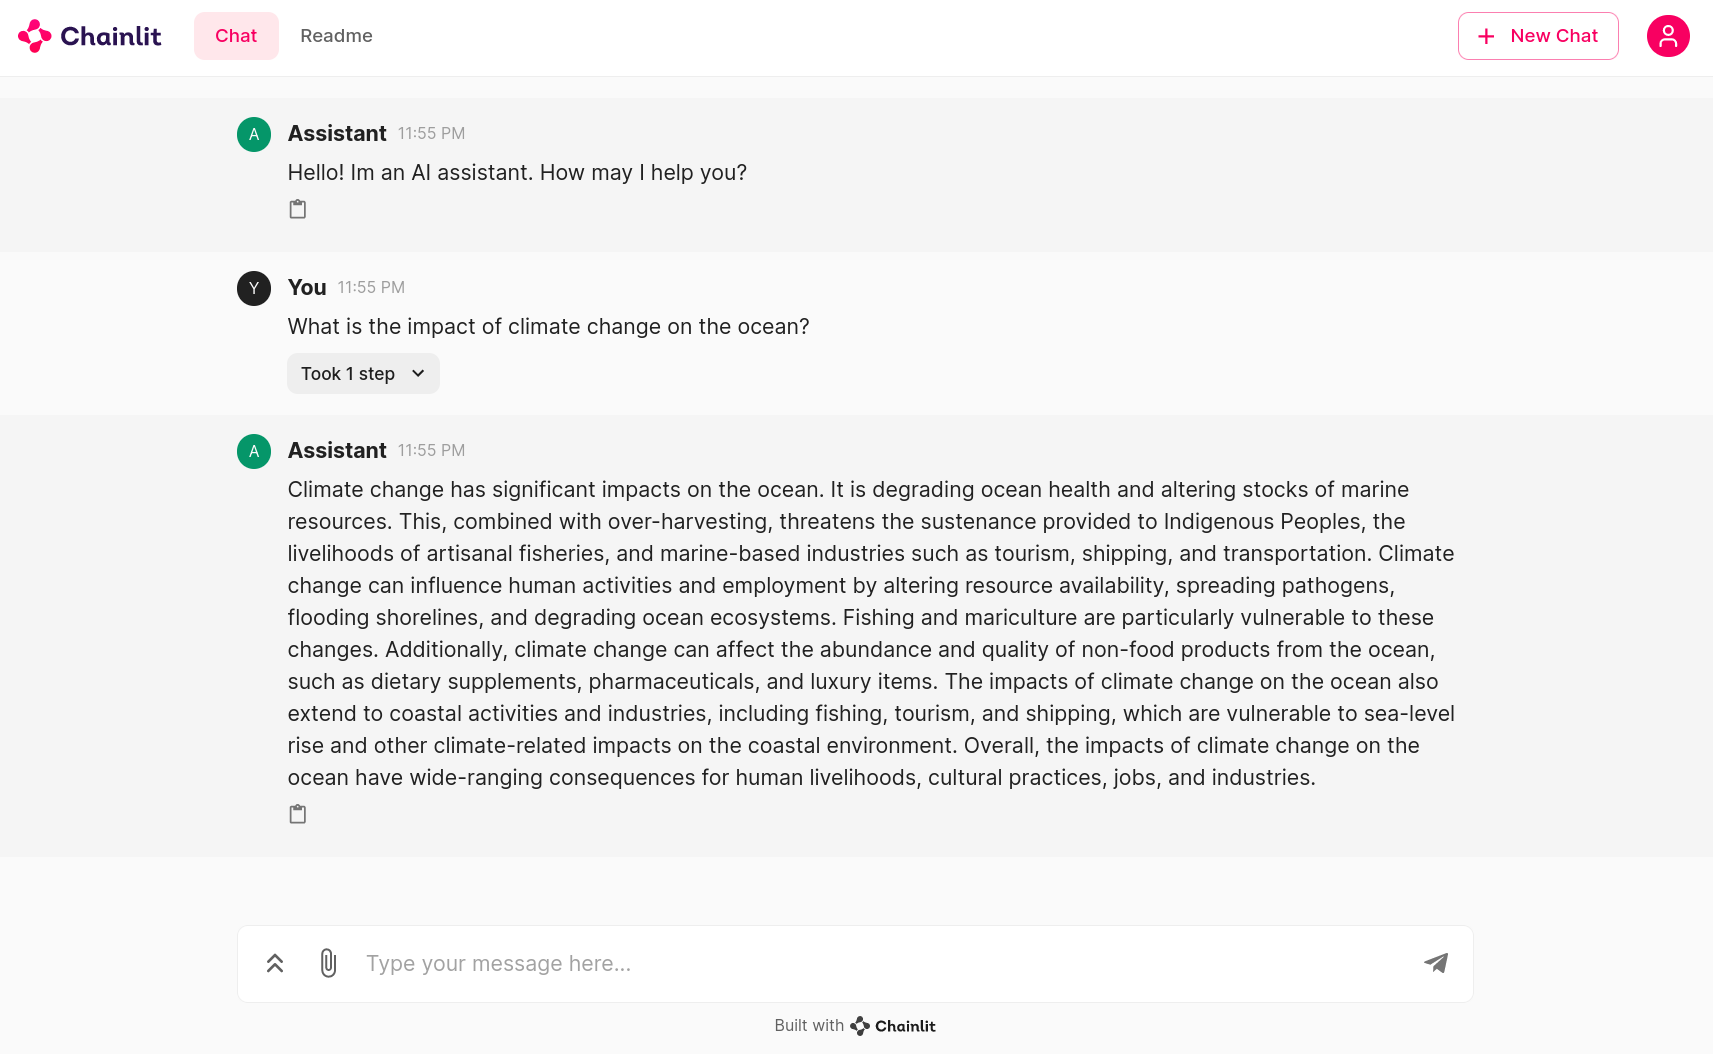 Chainlit
Chat
Readme
New Chat
A
Assistant 11:55 PM
Hello! Im an AI assistant. How may I help you?
Y
You 11:55 PM
What is the impact of climate change on the ocean?
Took 1 step
A
Assistant 11:55 PM
Climate change has significant impacts on the ocean. It is degrading ocean health and altering stocks of marine
resources. This, combined with over-harvesting, threatens the sustenance provided to Indigenous Peoples, the
livelihoods of artisanal fisheries, and marine-based industries such as tourism, shipping, and transportation. Climate
change can influence human activities and employment by altering resource availability, spreading pathogens,
flooding shorelines, and degrading ocean ecosystems. Fishing and mariculture are particularly vulnerable to these
changes. Additionally, climate change can affect the abundance and quality of non-food products from the ocean,
such as dietary supplements, pharmaceuticals, and luxury items. The impacts of climate change on the ocean also
extend to coastal activities and industries, including fishing, tourism, and shipping, which are vulnerable to sea-level
rise and other climate-related impacts on the coastal environment. Overall, the impacts of climate change on the
ocean have wide-ranging consequences for human livelihoods, cultural practices, jobs, and industries.
Type your message here...
Built with Chainlit